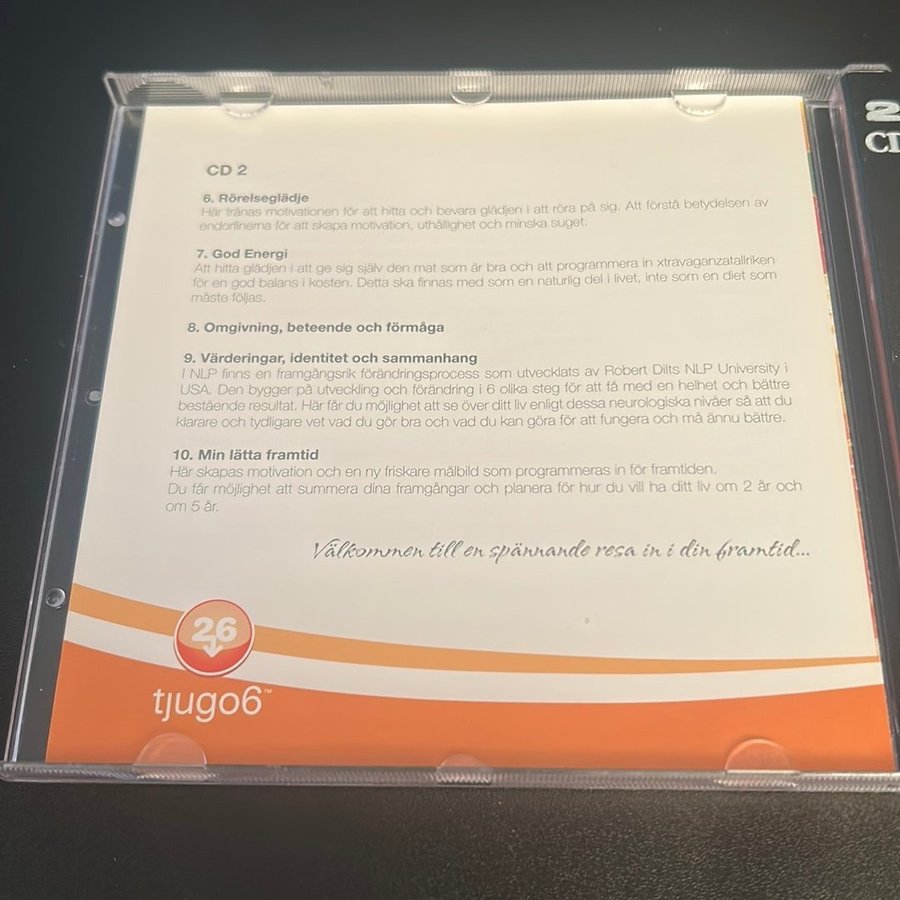 CD 2
6. Rörelseglädje
Här tränas motivationen för att hitta och bevara glädjen i att röra på sig. Att förstå betydelsen av
endorfinerna för att skapa motivation, uthållighet och minska suget.
7. God Energi
Att hitta glädjen i att ge sig själv den mat som är bra och att programmera in xtravaganzatallriken
för en god balans i kosten. Detta ska finnas med som en naturlig del i livet, inte som en diet som
måste följas.
8. Omgivning, beteende och förmåga
9. Värderingar, identitet och sammanhang
I NLP finns en framgångsrik förändringsprocess som utvecklats av Robert Dilts NLP University i
USA. Den bygger på utveckling och förändring i 6 olika steg för att få med en helhet och bättre
bestående resultat. Här får du möjlighet att se över ditt liv enligt dessa neurologiska nivåer så att du
klarare och tydligare vet vad du gör bra och vad du kan göra för att fungera och må ännu bättre.
10. Min lätta framtid
Här skapas motivation och en ny friskare målbild som programmeras in för framtiden.
Du får möjlighet att summera dina framgångar och planera för hur du vill ha ditt liv om 2 år och
om 5 år.
Välkommen till en spännande resa in i din framtid...
26
tjugo6™
2
CD